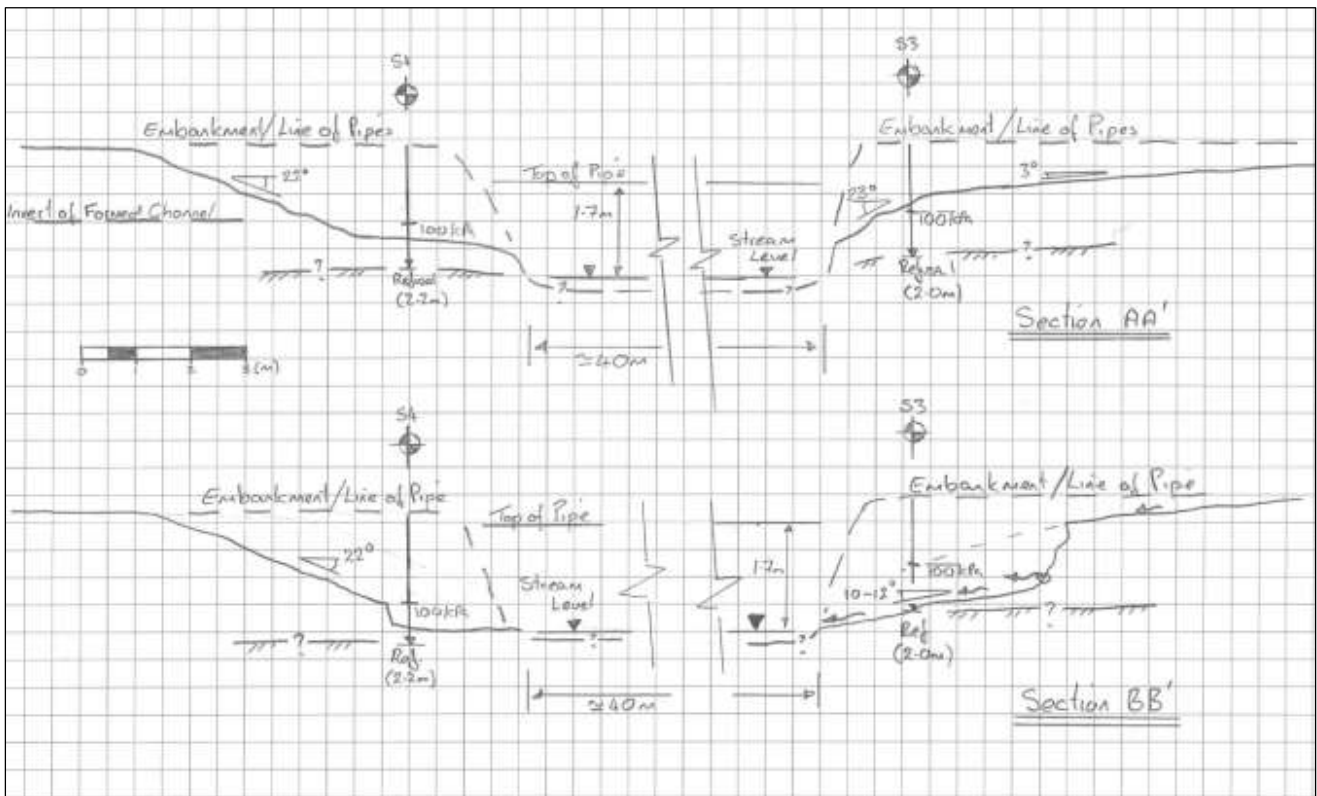 S4
S3
Embankment/Line of Pipes
Embankment/Line of Pipes
22°
Top of Pipe
23°
3°
Invert of Formed Channel
1.7m
100kPa
100kPa
Stream
Level
?
?
Refusal
(2.2m)
Refusal
(2.0m)
?
?
Section AA'
≃40m
0 1 2 3(m)
S4
S3
Embankment/Line of Pipe
Embankment/Line of Pipe
Top of Pipe
22°
1.7m
100kPa
Stream
Level
10-12°
100kPa
?
?
?
?
Ref.
(2.2m)
Ref
(2.0m)
≃40m
Section BB'